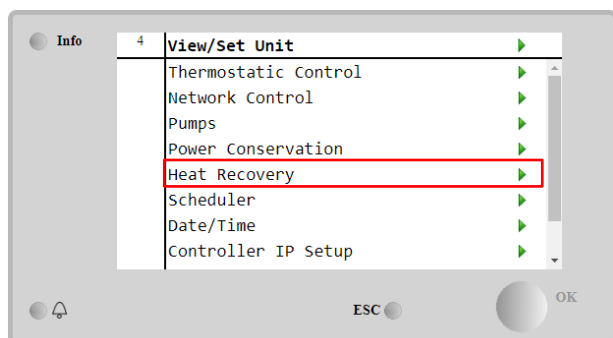 Info
4 View/Set Unit
Thermostatic Control
Network Control
Pumps
Power Conservation
Heat Recovery
Scheduler
Date/Time
Controller IP Setup
ESC
OK